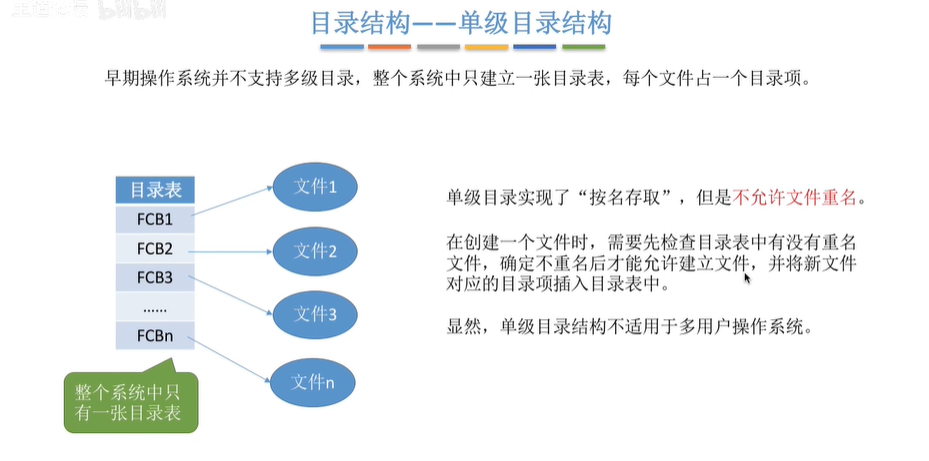 目录结构——单级目录结构
早期操作系统并不支持多级目录，整个系统中只建立一张目录表，每个文件占一个目录项。
目录表
FCB1
FCB2
FCB3
......
FCBn
文件1
文件2
文件3
文件n
整个系统中只
有一张目录表
单级目录实现了“按名存取”，但是不允许文件重名。
在创建一个文件时，需要先检查目录表中有没有重名
文件，确定不重名后才能允许建立文件，并将新文件
对应的目录项插入目录表中。
显然，单级目录结构不适用于多用户操作系统。